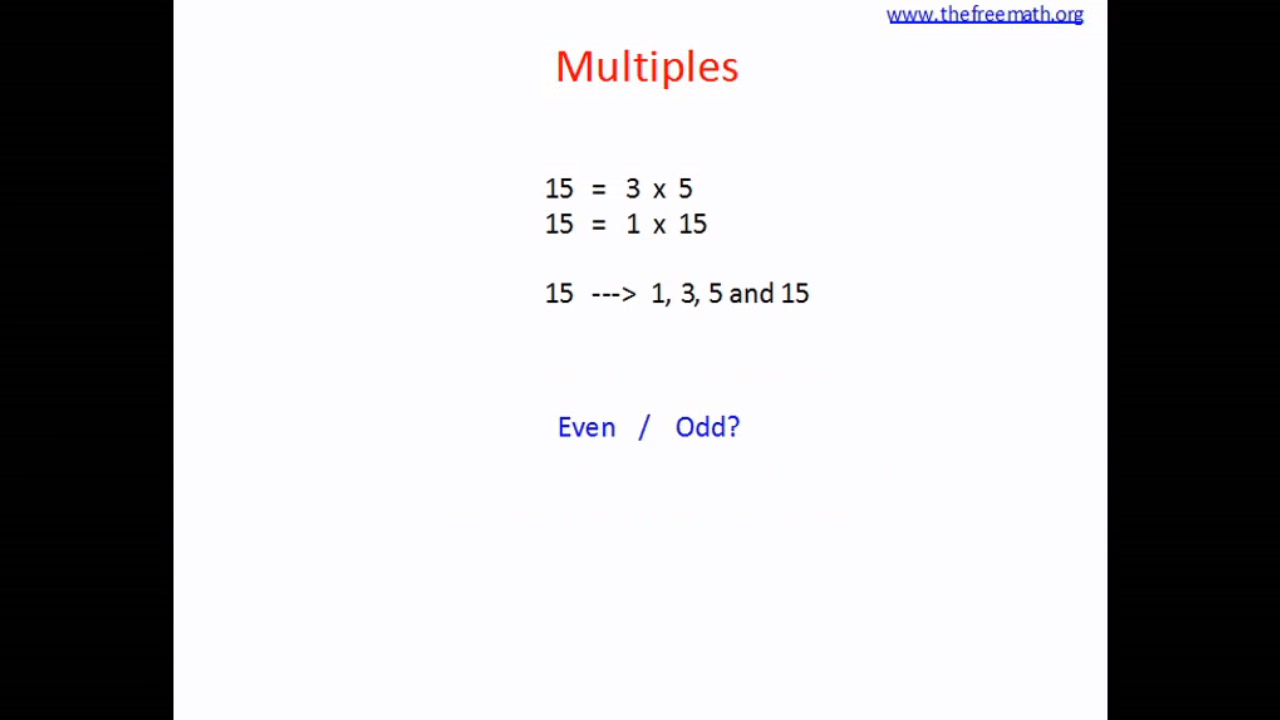 www.thefreemath.org
Multiples
15 = 3 x 5
15 = 1 x 15
15 ---> 1, 3, 5 and 15
Even / Odd?